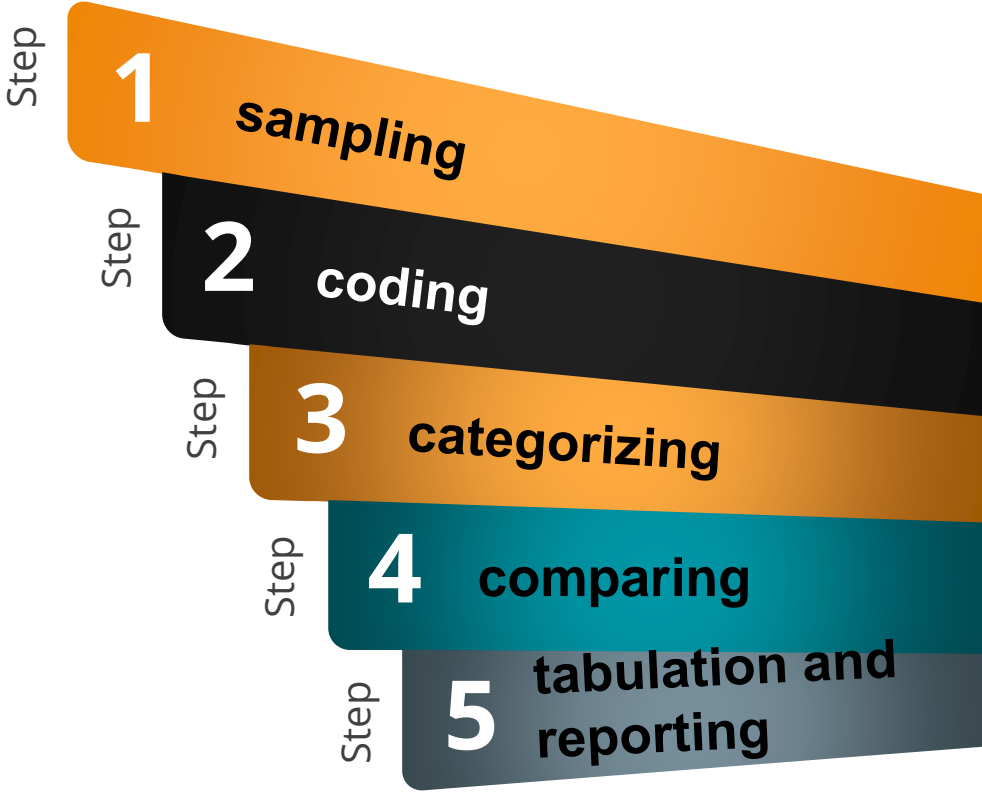 Step
1 sampling
Step
2 coding
Step
3 categorizing
Step
4 comparing
Step
5 tabulation and
reporting